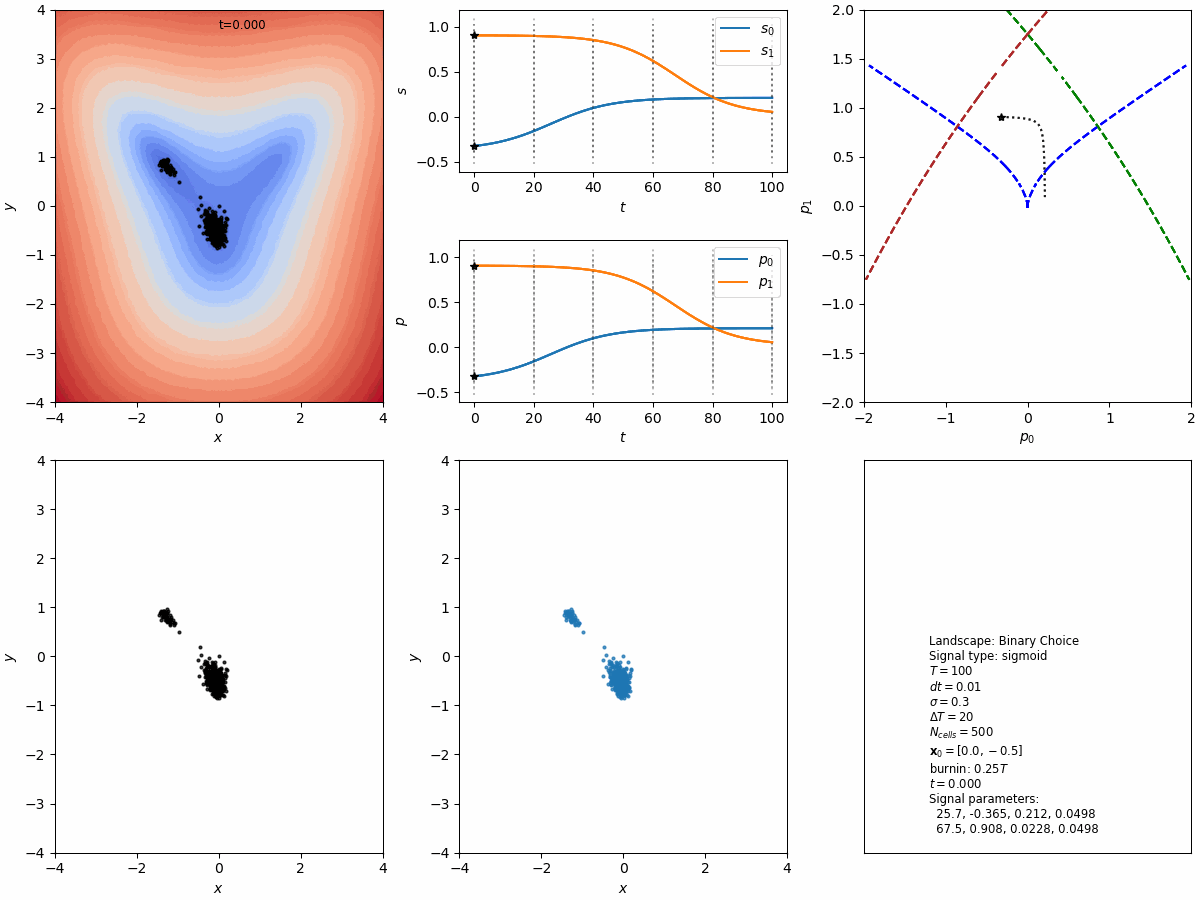 t=0.000
4
3
2
1
0
−1
−2
−3
−4
y
−4
−2
0
2
4
x
1.0
0.5
0.0
−0.5
s
s₀
s₁
0
20
40
60
80
100
t
1.0
0.5
0.0
−0.5
p
p₀
p₁
0
20
40
60
80
100
t
2.0
1.5
1.0
0.5
0.0
−0.5
−1.0
−1.5
−2.0
p₁
−2
−1
0
1
2
p₀
4
3
2
1
0
−1
−2
−3
−4
y
−4
−2
0
2
4
x
4
3
2
1
0
−1
−2
−3
−4
y
−4
−2
0
2
4
x
Landscape: Binary Choice
Signal type: sigmoid
T = 100
dt = 0.01
σ = 0.3
ΔT = 20
N_cells = 500
x₀ = [0.0, −0.5]
burnin: 0.25T
t = 0.000
Signal parameters:
25.7, -0.365, 0.212, 0.0498
67.5, 0.908, 0.0228, 0.0498